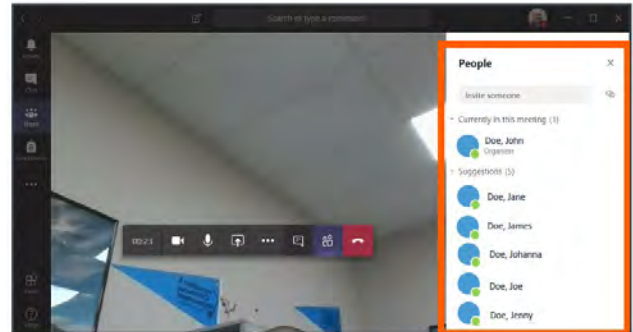 Search or type a command
People
Invite someone
Currently in this meeting (1)
Doe, John
Organizer
Suggestions (5)
Doe, Jane
Doe, James
Doe, Johanna
Doe, Joe
Doe, Jenny
Chat
00:23